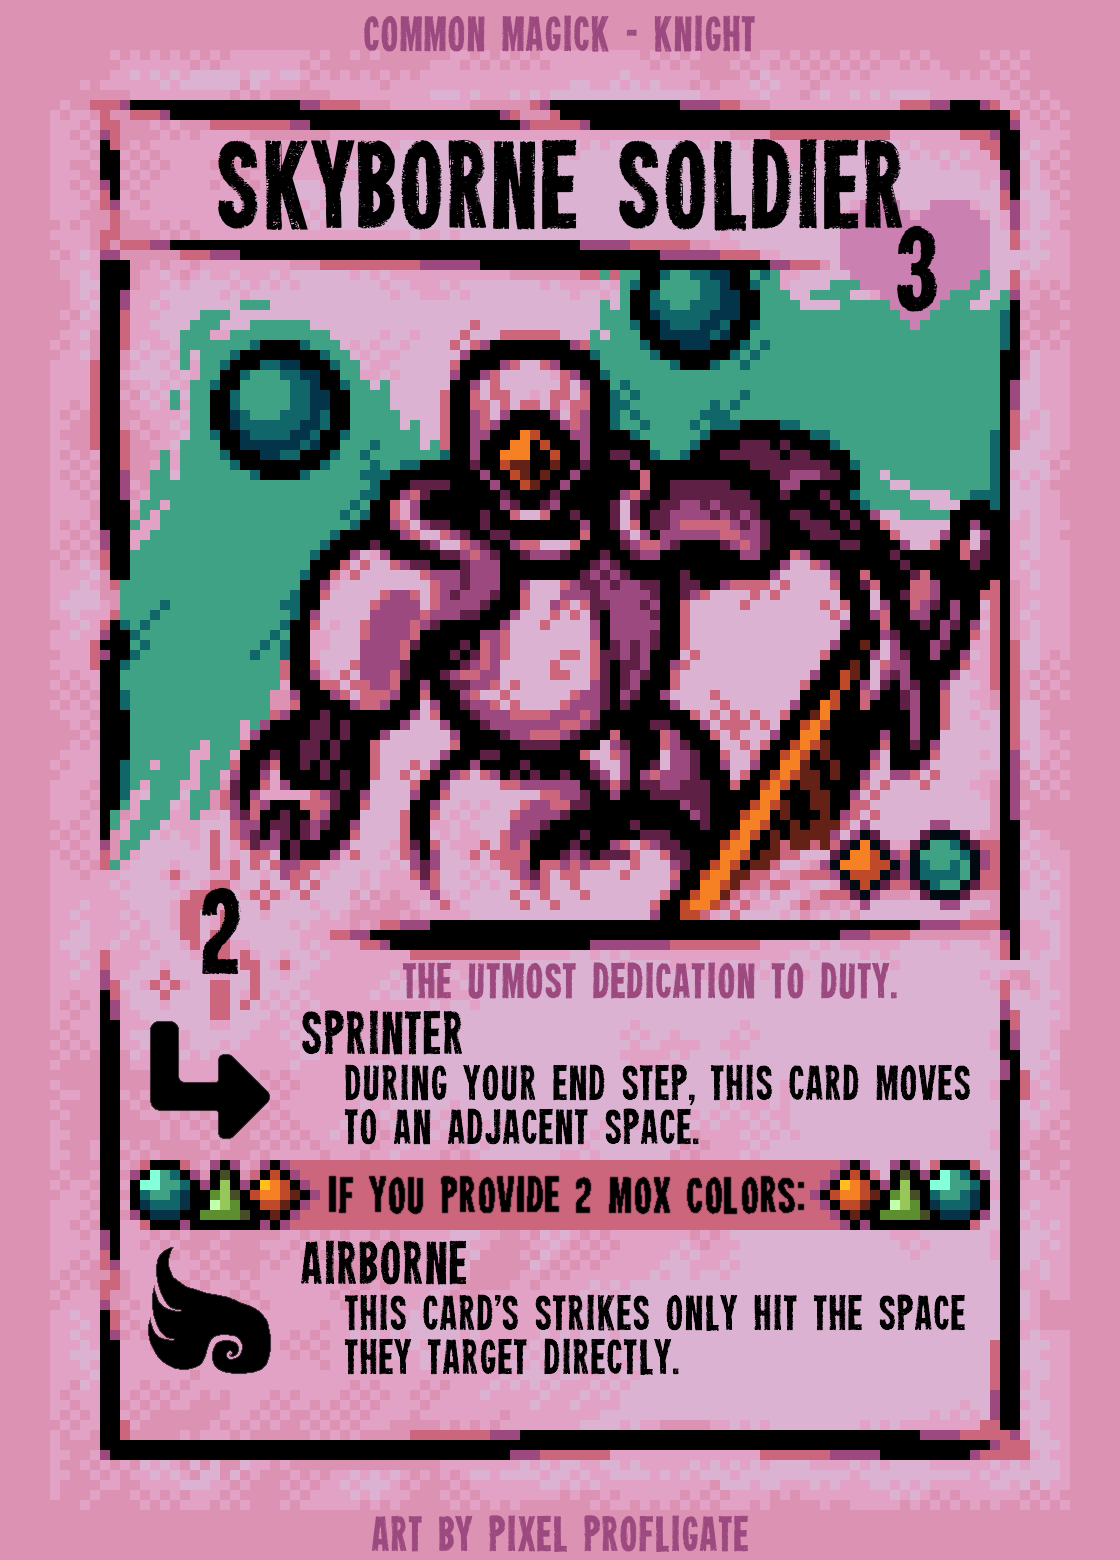 COMMON MAGICK - KNIGHT
SKYBORNE SOLDIER
3
2
THE UTMOST DEDICATION TO DUTY.
SPRINTER
DURING YOUR END STEP, THIS CARD MOVES
TO AN ADJACENT SPACE.
IF YOU PROVIDE 2 MOX COLORS:
AIRBORNE
THIS CARD'S STRIKES ONLY HIT THE SPACE
THEY TARGET DIRECTLY.
ART BY PIXEL PROFLIGATE